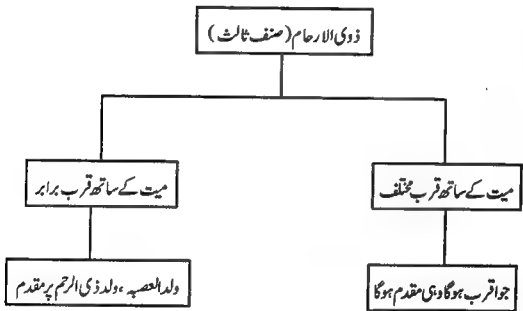 ذوی الارحام (صنف ثالث)
میت کے ساتھ قرب مختلف
میت کے ساتھ قرب برابر
جو اقرب ہوگا وہی مقدم ہوگا
ولد العصبہ، ولد ذی الرحم پر مقدم